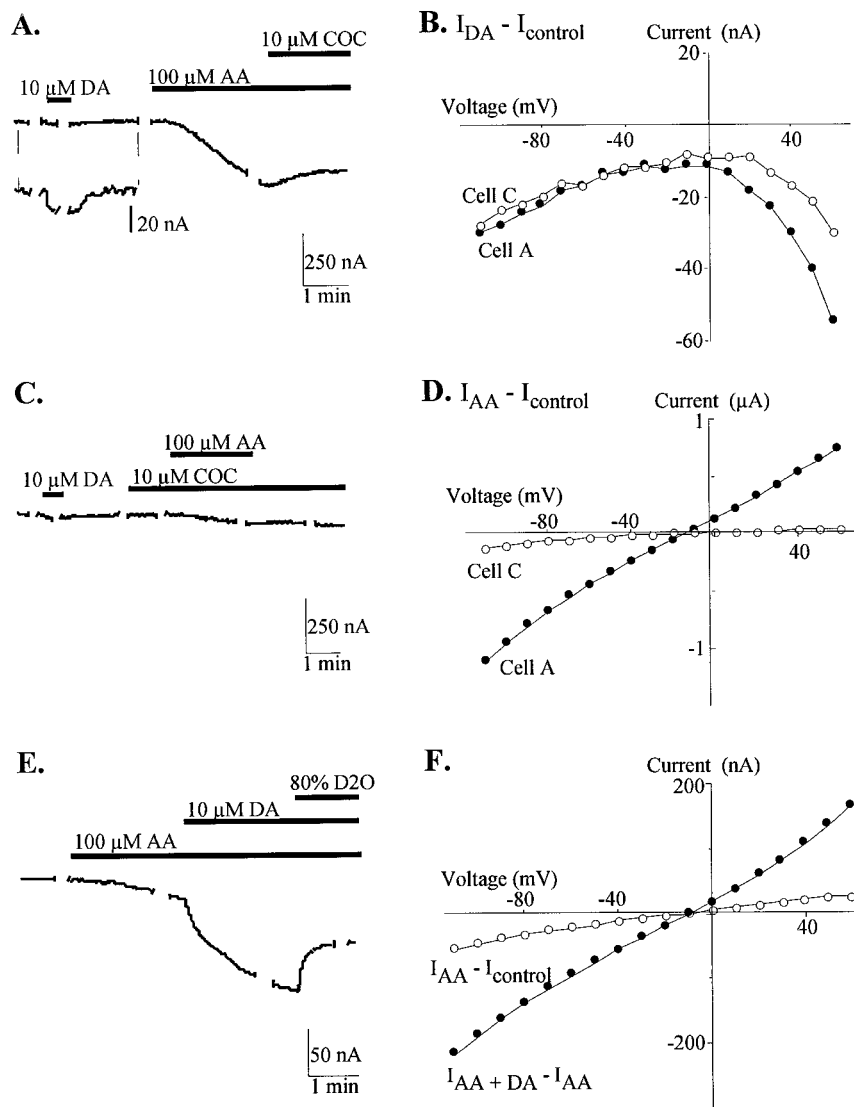 A.
10 µM COC
100 µM AA
10 µM DA
20 nA
250 nA
1 min
B. I_DA - I_control
Current (nA)
20
Voltage (mV)
-80
-40
40
Cell C
Cell A
-20
-40
-60
C.
100 µM AA
10 µM DA
10 µM COC
250 nA
1 min
D. I_AA - I_control
Current (µA)
1
Voltage (mV)
-80
-40
40
Cell C
Cell A
-1
E.
80% D2O
10 µM DA
100 µM AA
50 nA
1 min
F.
Current (nA)
200
Voltage (mV)
-80
-40
40
I_AA - I_control
-200
I_AA + DA - I_AA